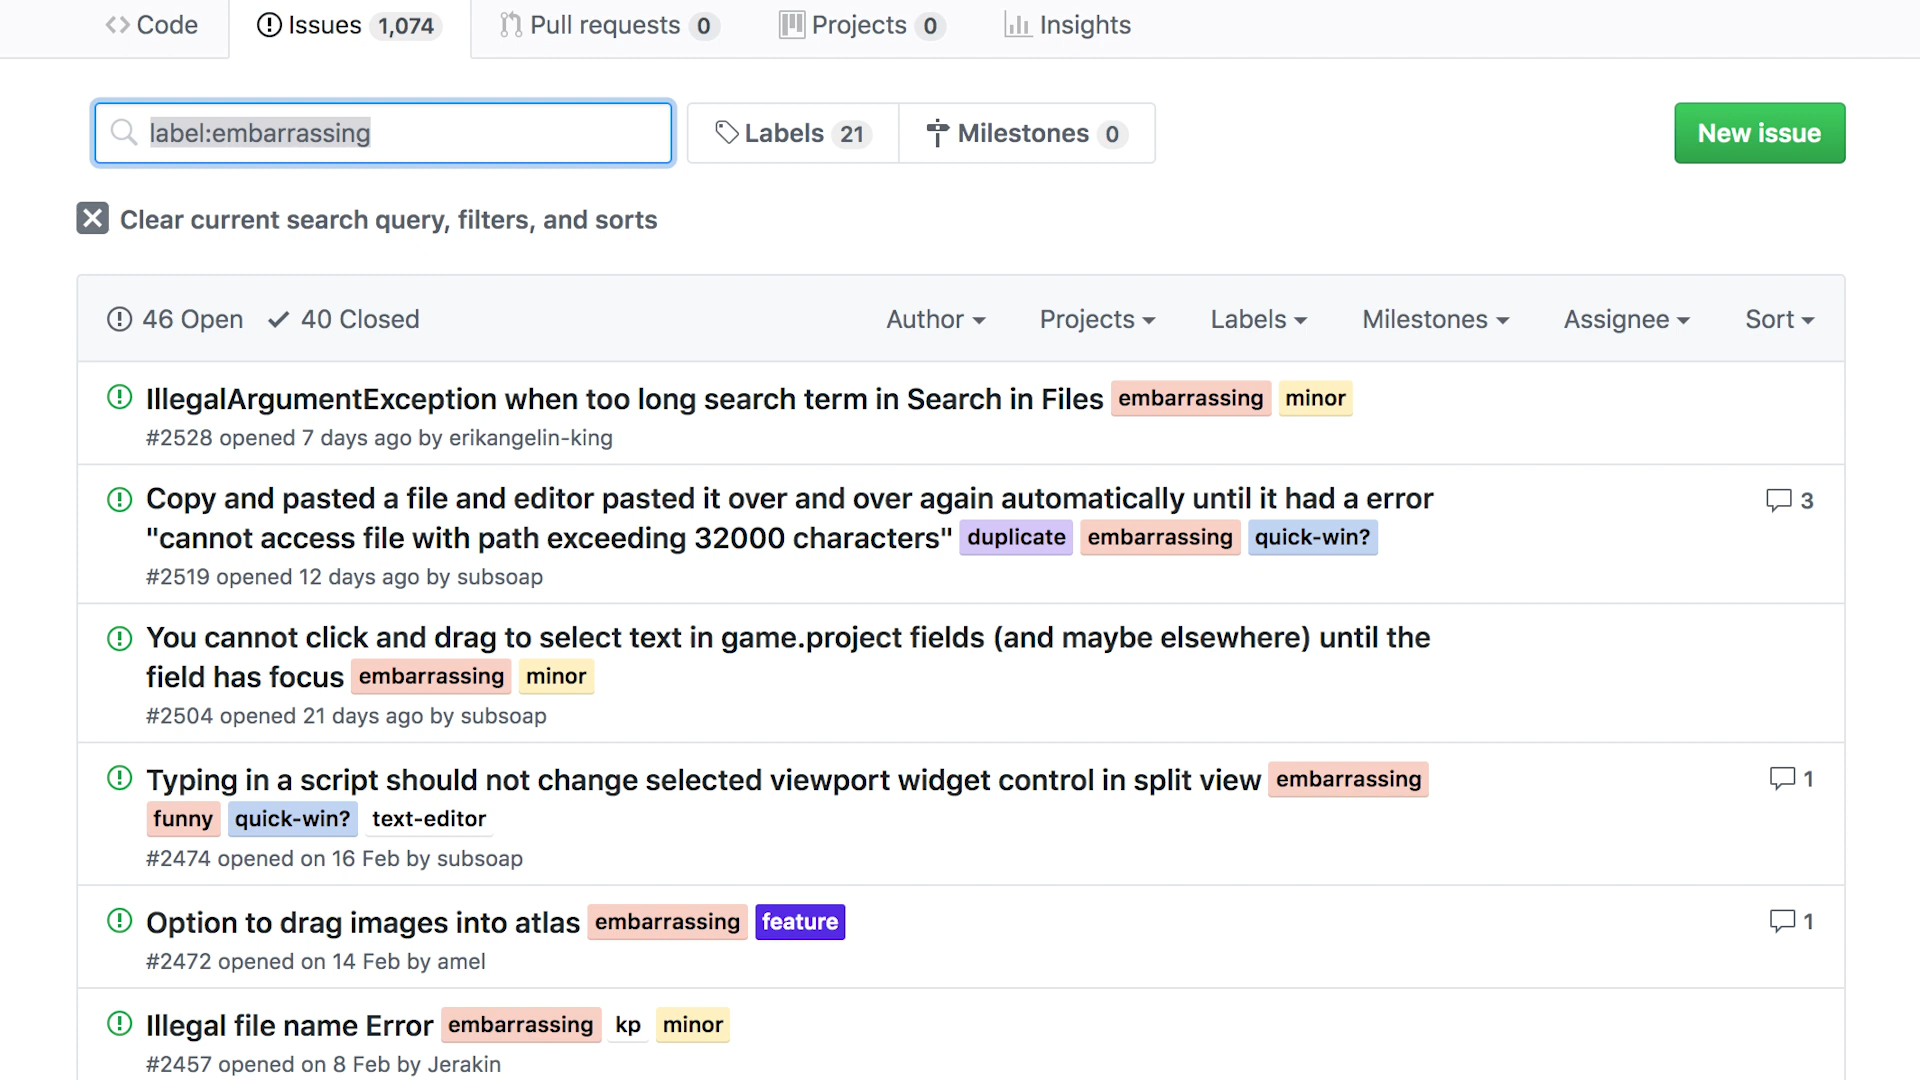 Code Issues 1,074 Pull requests 0 Projects 0 Insights
label:embarrassing Labels 21 Milestones 0 New issue
Clear current search query, filters, and sorts
46 Open 40 Closed Author Projects Labels Milestones Assignee Sort
IllegalArgumentException when too long search term in Search in Files embarrassing minor
#2528 opened 7 days ago by erikangelin-king
Copy and pasted a file and editor pasted it over and over again automatically until it had a error 3
"cannot access file with path exceeding 32000 characters" duplicate embarrassing quick-win?
#2519 opened 12 days ago by subsoap
You cannot click and drag to select text in game.project fields (and maybe elsewhere) until the
field has focus embarrassing minor
#2504 opened 21 days ago by subsoap
Typing in a script should not change selected viewport widget control in split view embarrassing 1
funny quick-win? text-editor
#2474 opened on 16 Feb by subsoap
Option to drag images into atlas embarrassing feature 1
#2472 opened on 14 Feb by amel
Illegal file name Error embarrassing kp minor
#2457 opened on 8 Feb by Jerakin